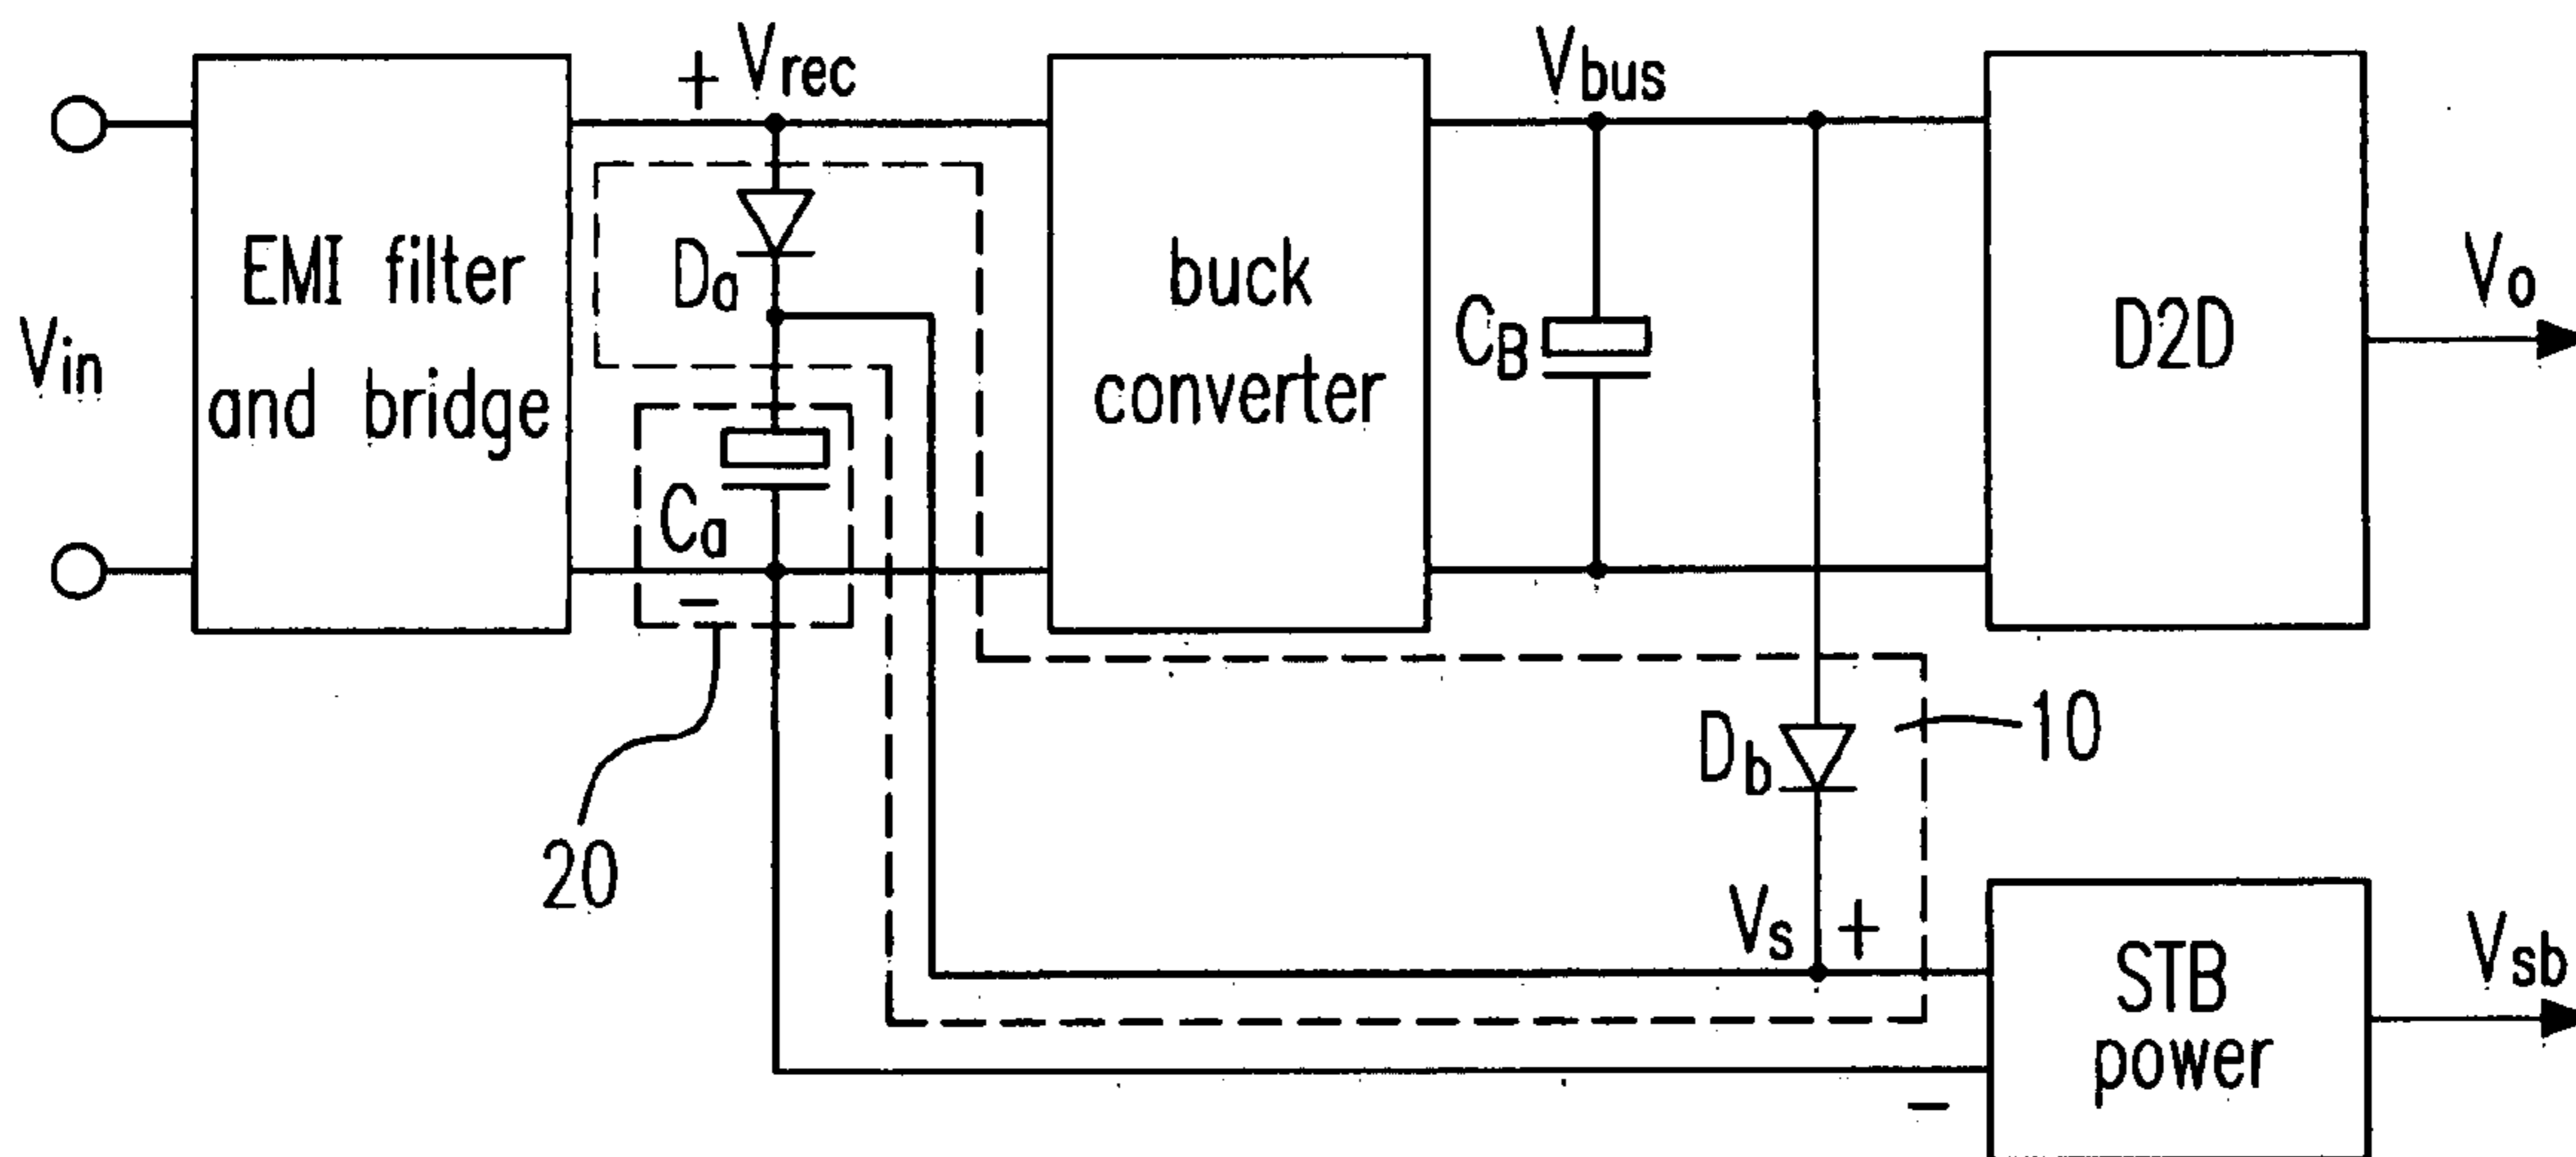 Vin
EMI filter
and bridge
+ Vrec
Da
Ca
−
20
buck
converter
Vbus
CB
D2D
Vo
Db
10
Vs +
−
STB
power
Vsb